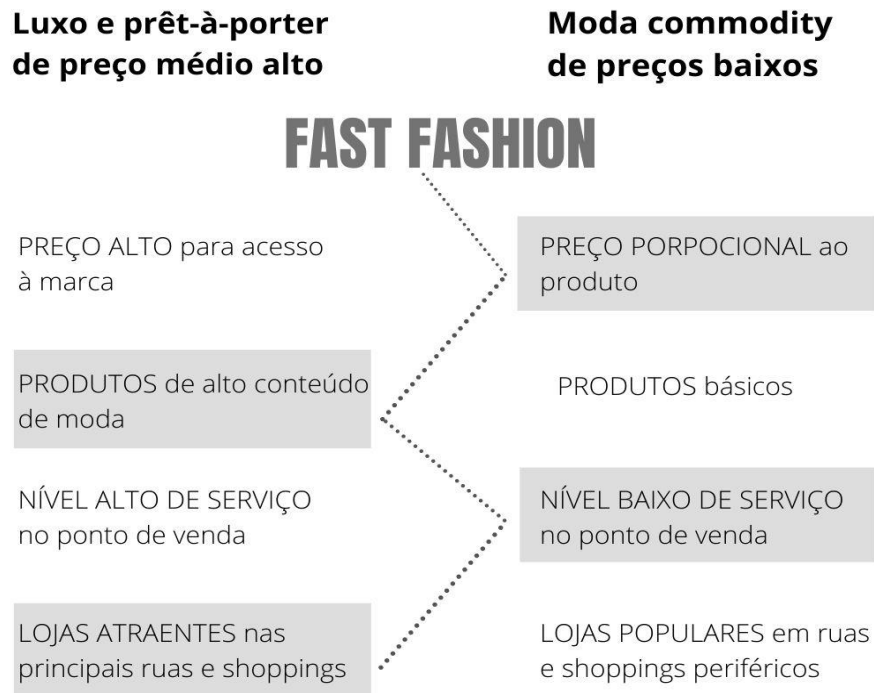 Luxo e prêt-à-porter
de preço médio alto
Moda commodity
de preços baixos
FAST FASHION
PREÇO ALTO para acesso
à marca
PREÇO PORPOCIONAL ao
produto
PRODUTOS de alto conteúdo
de moda
PRODUTOS básicos
NÍVEL ALTO DE SERVIÇO
no ponto de venda
NÍVEL BAIXO DE SERVIÇO
no ponto de venda
LOJAS ATRAENTES nas
principais ruas e shoppings
LOJAS POPULARES em ruas
e shoppings periféricos